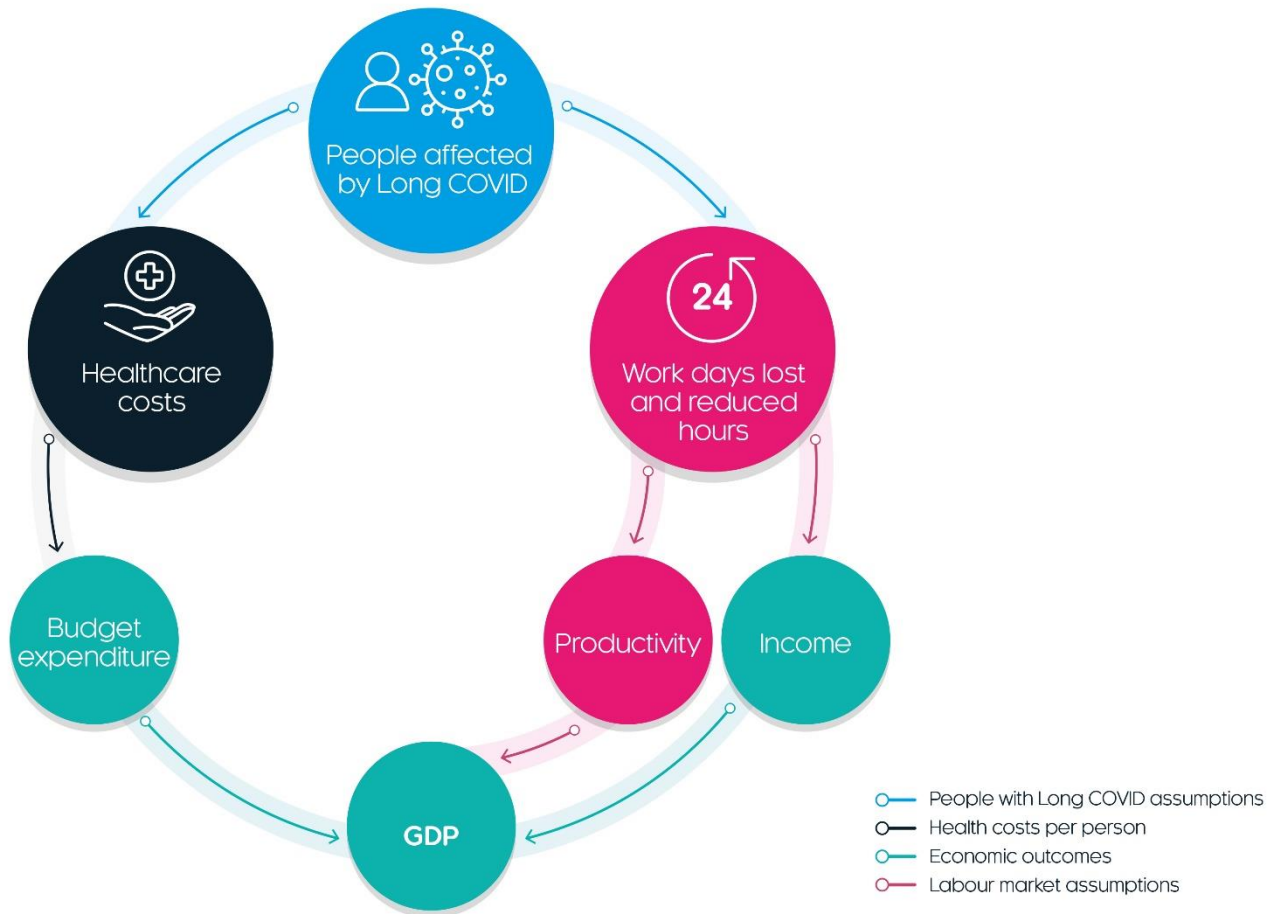 People affected
by Long COVID
Healthcare
costs
24
Work days lost
and reduced
hours
Budget
expenditure
Productivity
Income
GDP
People with Long COVID assumptions
Health costs per person
Economic outcomes
Labour market assumptions